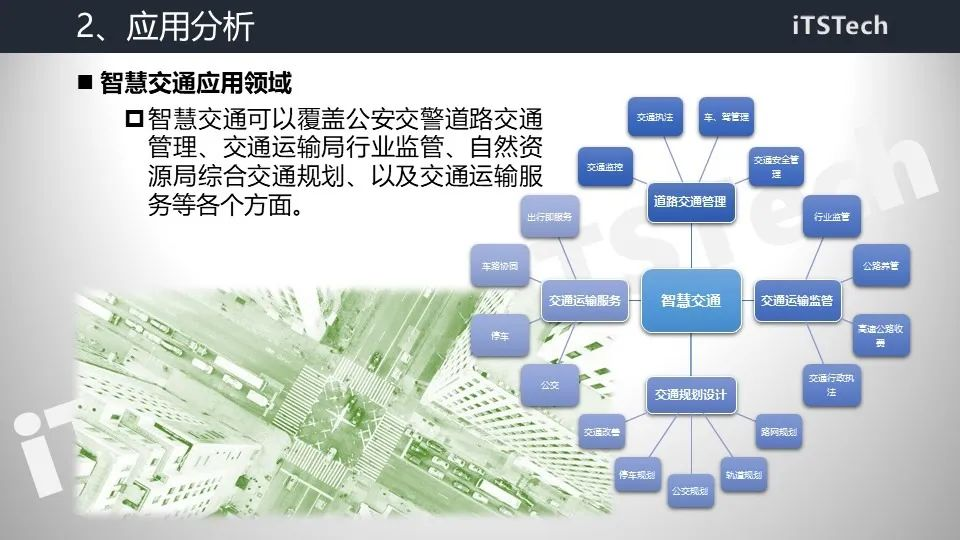 2、应用分析
iTSTech
智慧交通应用领域
智慧交通可以覆盖公安交警道路交通
管理、交通运输局行业监管、自然资
源局综合交通规划、以及交通运输服
务等各个方面。
交通执法
车、驾管理
交通监控
交通安全管
理
道路交通管理
出行即服务
行业监管
车路协同
公路养管
交通运输服务
智慧交通
交通运输监管
停车
高速公路收
费
公交
交通规划设计
交通行政执
法
交通改善
路网规划
停车规划
轨道规划
公交规划
iTSTech